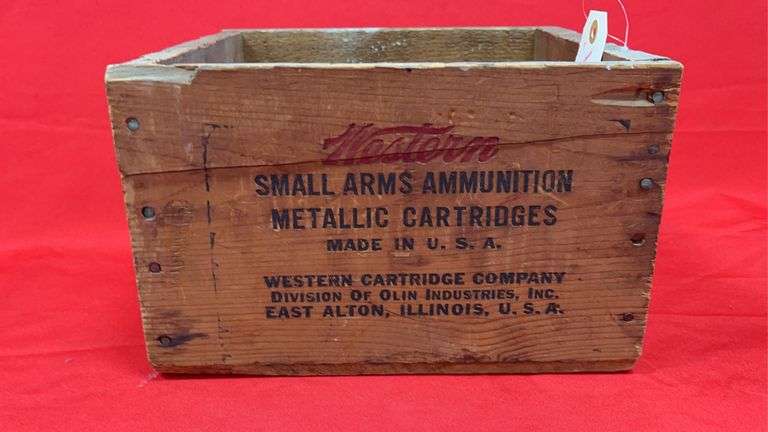 Western
SMALL ARMS AMMUNITION
METALLIC CARTRIDGES
MADE IN U. S. A.
WESTERN CARTRIDGE COMPANY
DIVISION OF OLIN INDUSTRIES, INC.
EAST ALTON, ILLINOIS, U. S. A.